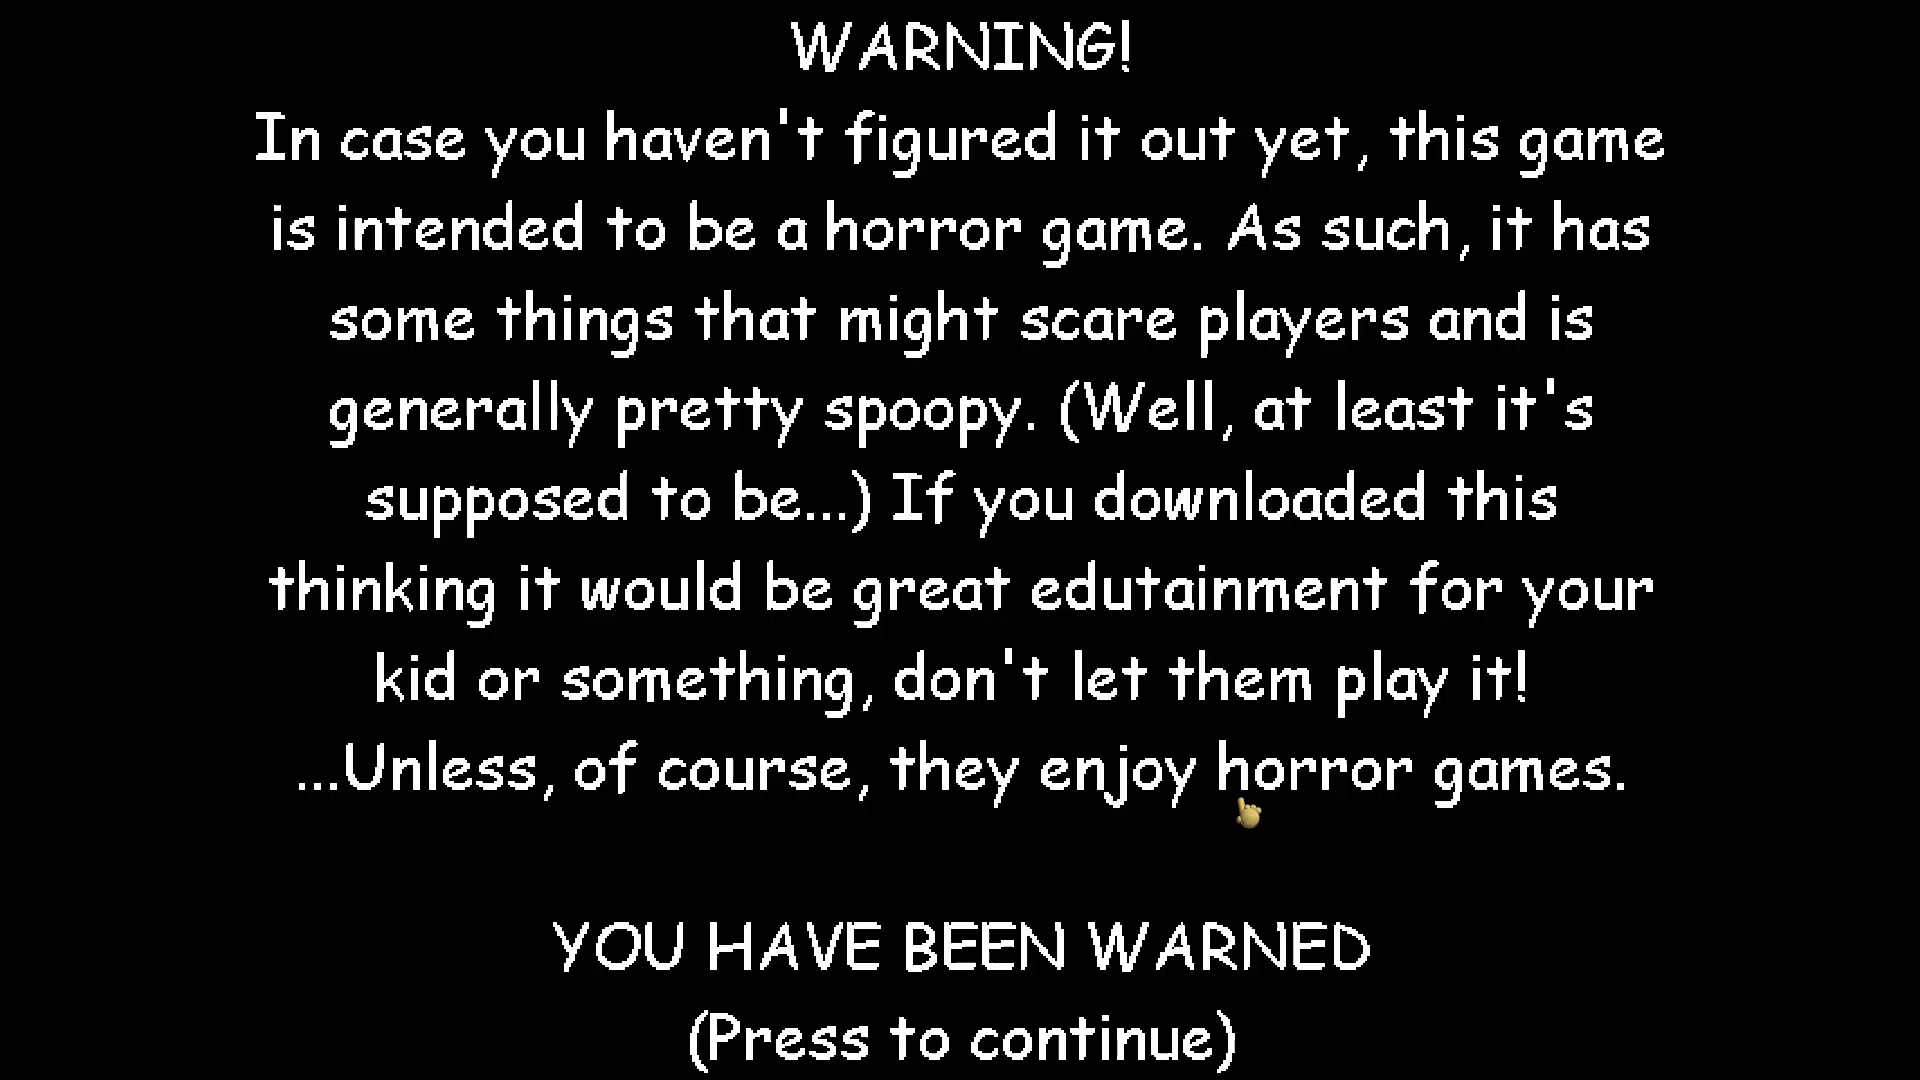 WARNING!
In case you haven't figured it out yet, this game
is intended to be a horror game. As such, it has
some things that might scare players and is
generally pretty spoopy. (Well, at least it's
supposed to be...) If you downloaded this
thinking it would be great edutainment for your
kid or something, don't let them play it!
...Unless, of course, they enjoy horror games.
YOU HAVE BEEN WARNED
(Press to continue)